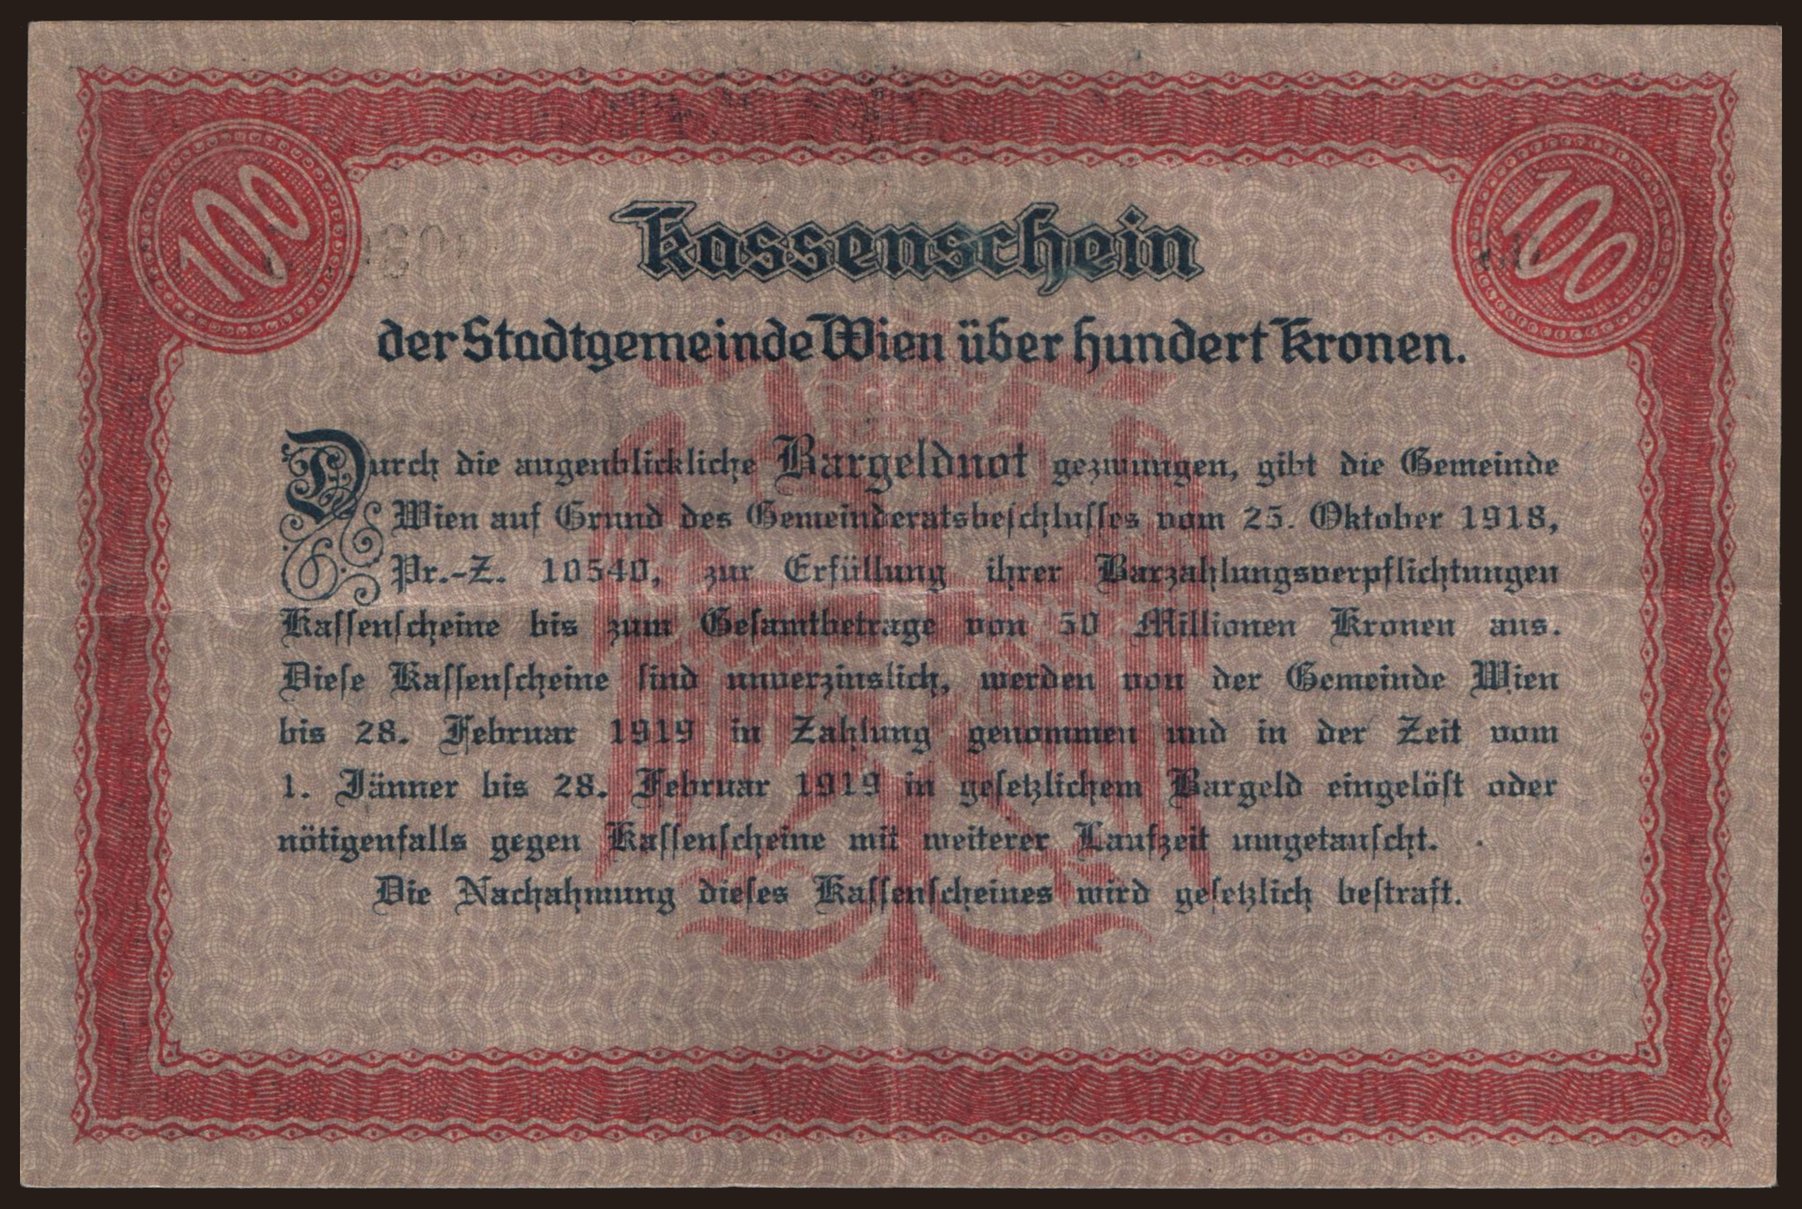 100
100
Kassenschein
der Stadtgemeinde Wien über hundert Kronen.
Durch die augenblickliche Bargeldnot gezwungen, gibt die Gemeinde
Wien auf Grund des Gemeinderatsbeschlusses vom 25. Oktober 1918,
Pr.-Z. 10540, zur Erfüllung ihrer Barzahlungsverpflichtungen
Kassenscheine bis zum Gesamtbetrage von 50 Millionen Kronen aus.
Diese Kassenscheine sind unverzinslich, werden von der Gemeinde Wien
bis 28. Februar 1919 in Zahlung genommen und in der Zeit vom
1. Jänner bis 28. Februar 1919 in gesetzlichem Bargeld eingelöst oder
nötigenfalls gegen Kassenscheine mit weiterer Laufzeit umgetauscht.
Die Nachahmung dieses Kassenscheines wird gesetzlich bestraft.